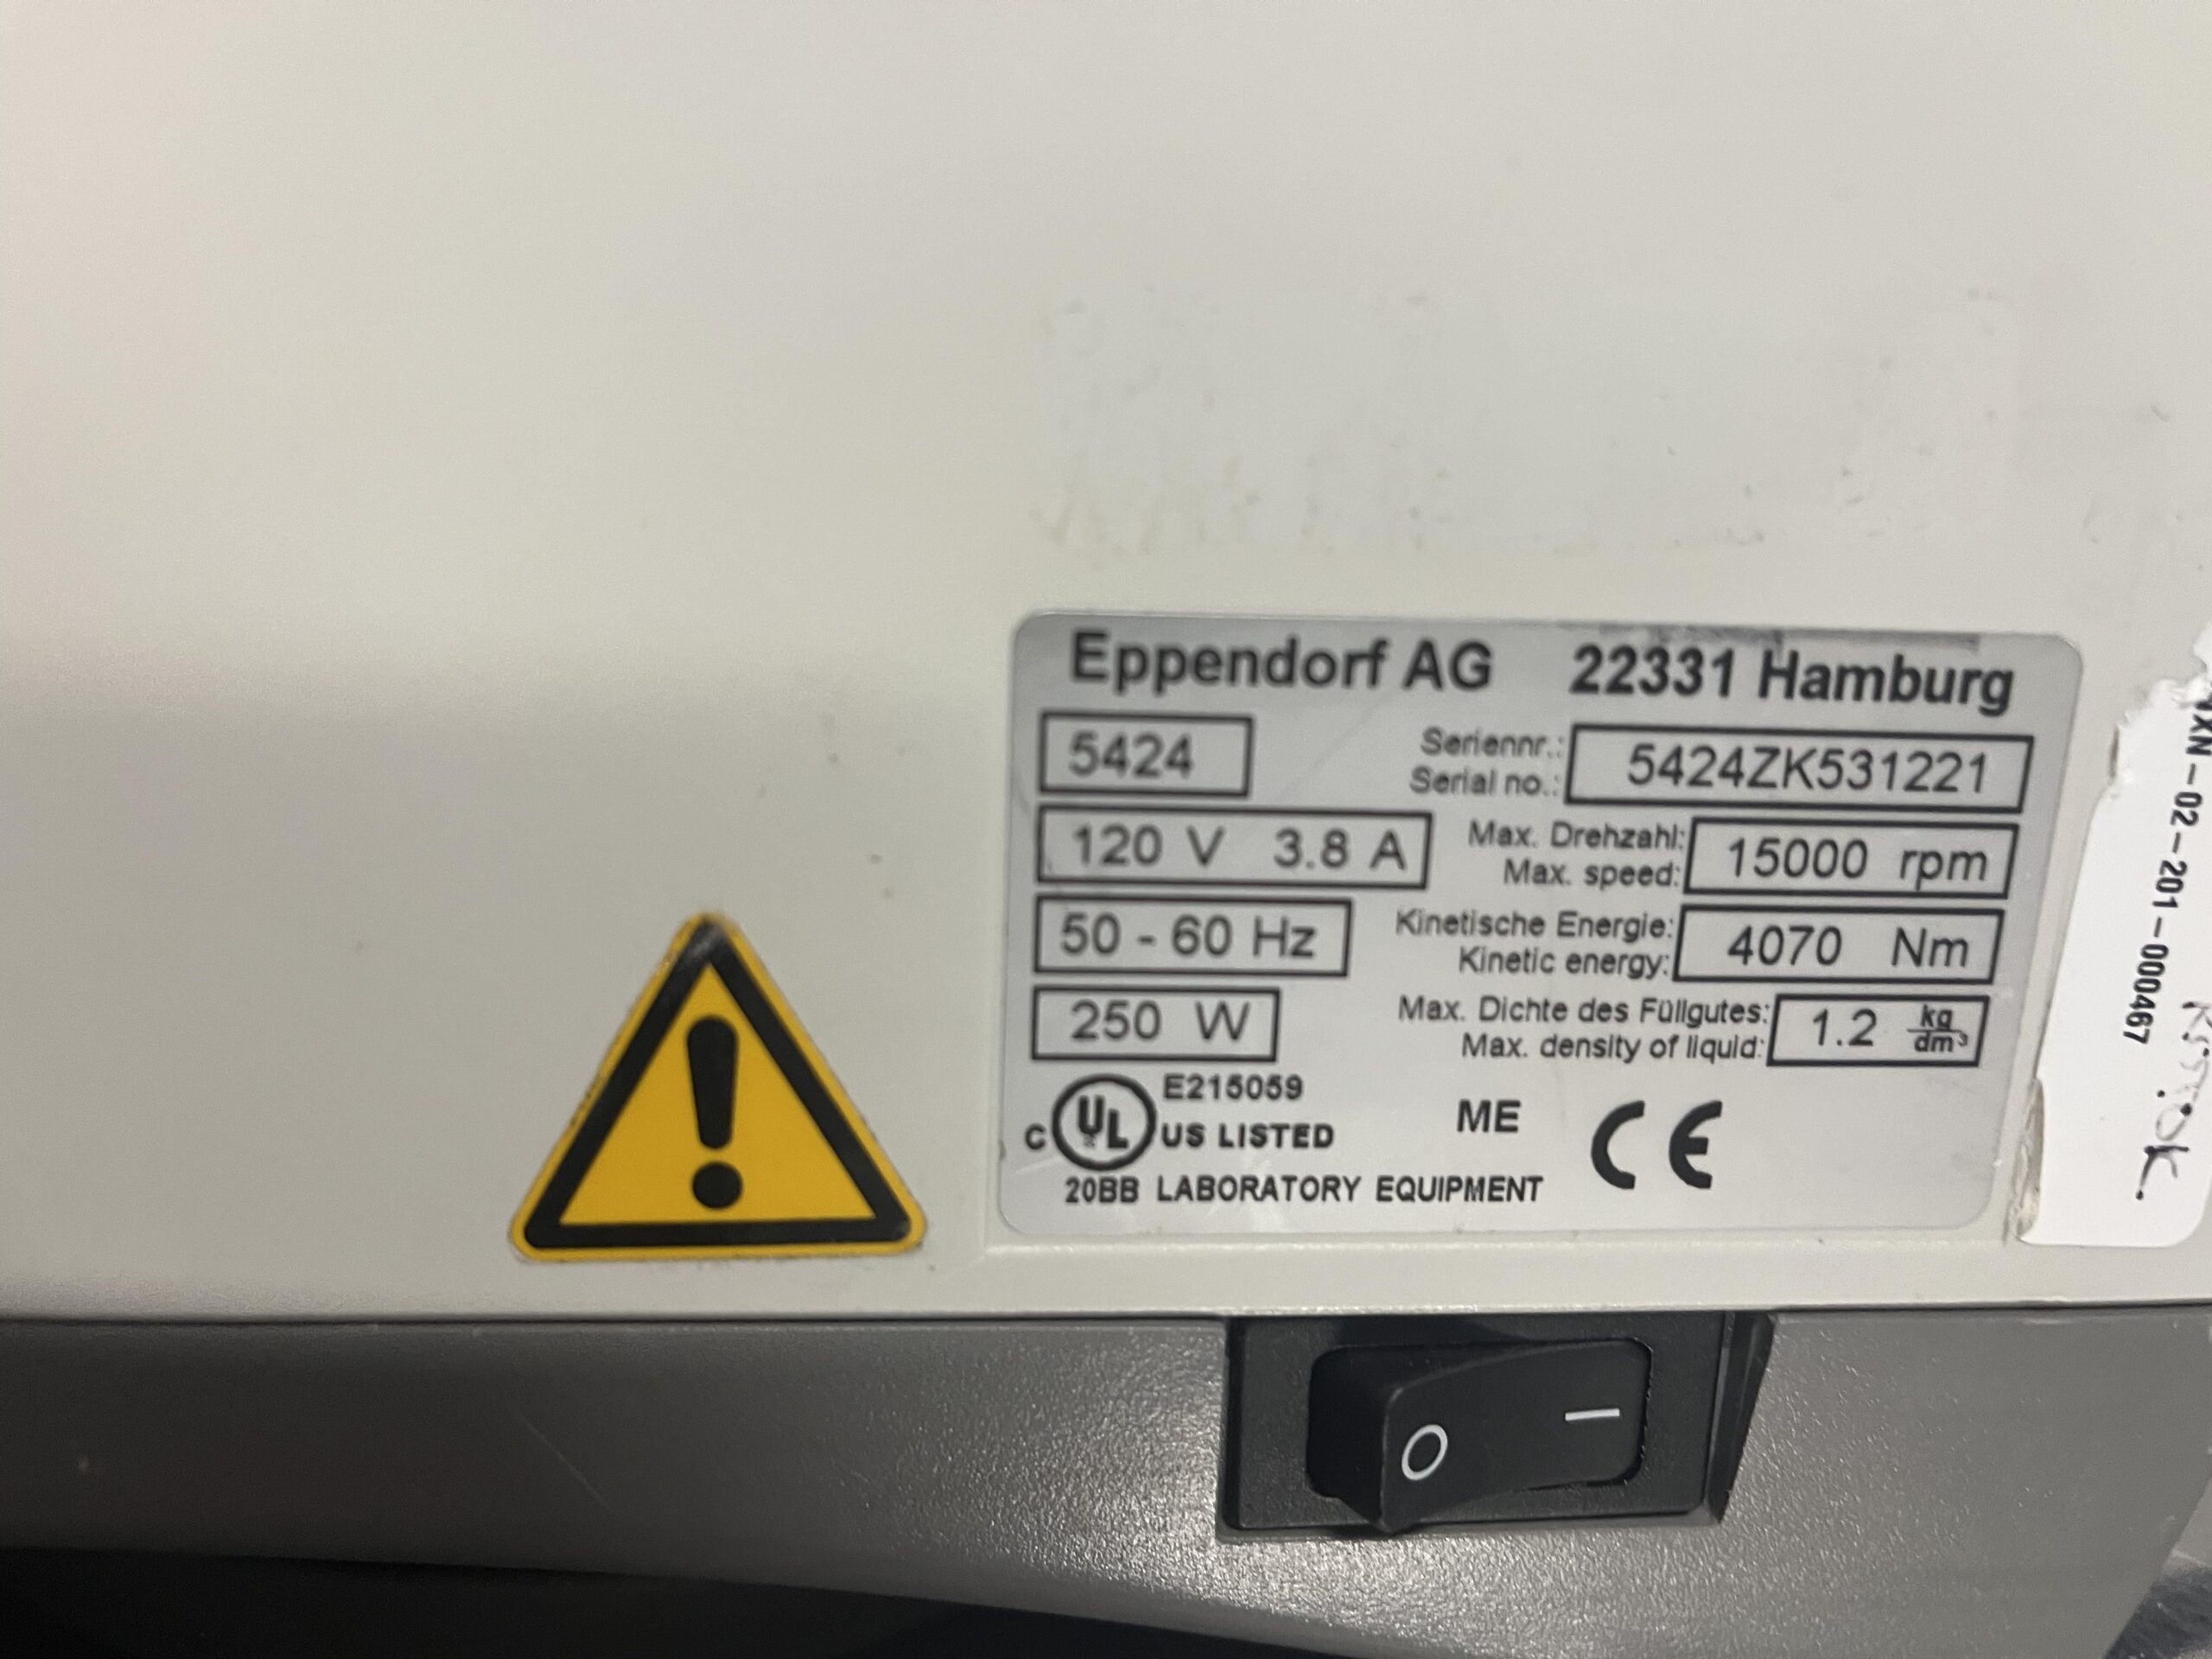 Eppendorf AG 22331 Hamburg
5424
Seriennr.:
Serial no.:
5424ZK531221
120 V 3.8 A
Max. Drehzahl:
Max. speed:
15000 rpm
50 - 60 Hz
Kinetische Energie:
Kinetic energy:
4070 Nm
250 W
Max. Dichte des Füllgutes:
Max. density of liquid:
1.2 kg/dm³
E215059
C UL US LISTED
ME CE
20BB LABORATORY EQUIPMENT
XN-02-201-000467
O I